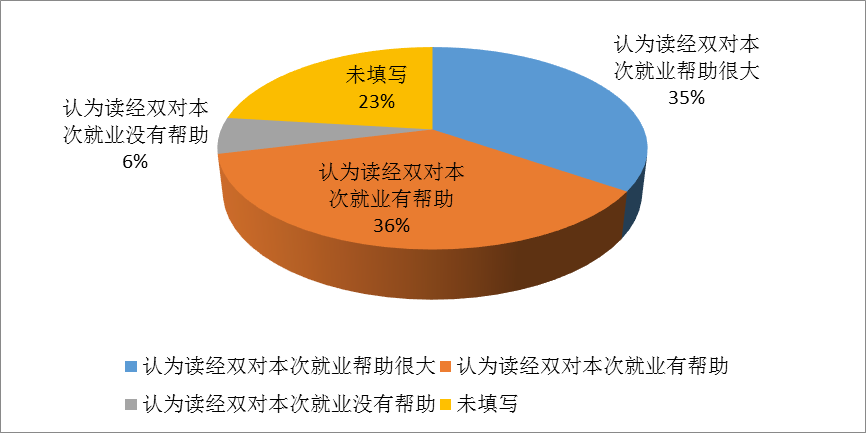 认为读经双对本
次就业帮助很大
35%
未填写
23%
认为读经双对本
次就业没有帮助
6%
认为读经双对本
次就业有帮助
36%
认为读经双对本次就业帮助很大
认为读经双对本次就业有帮助
认为读经双对本次就业没有帮助
未填写